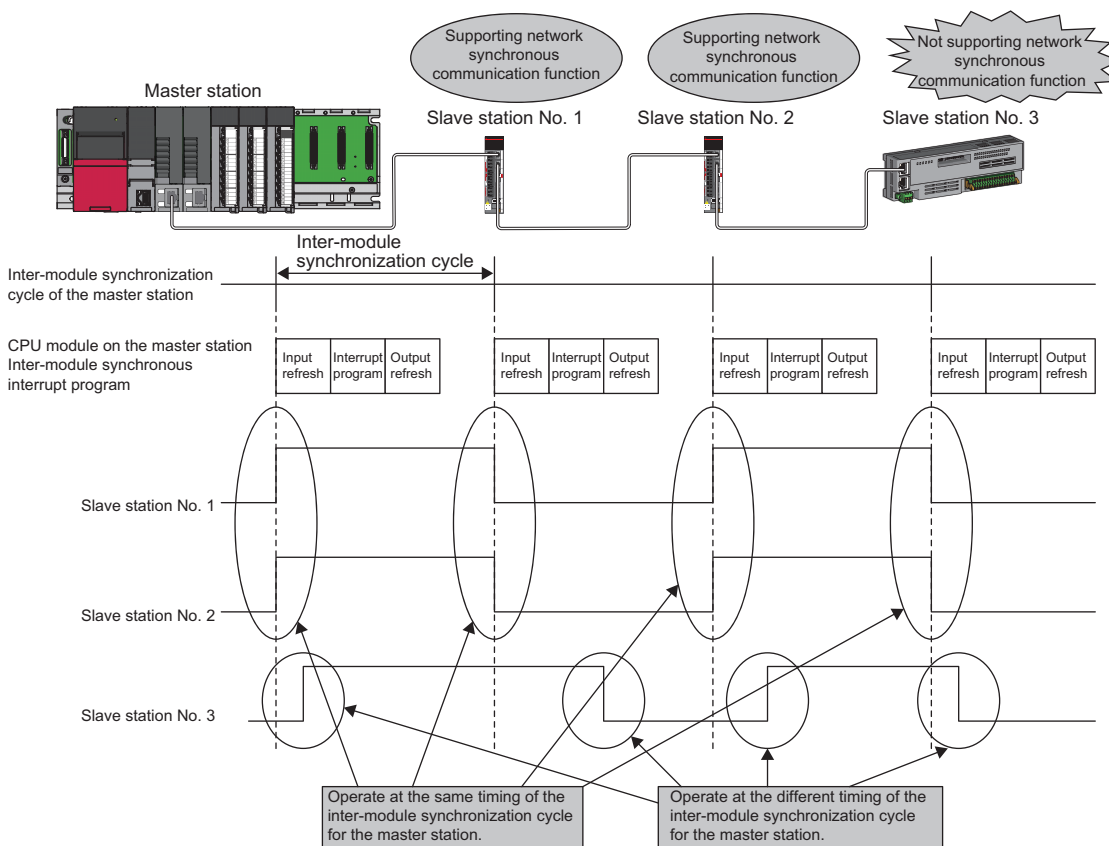 Supporting network
synchronous
communication function
Supporting network
synchronous
communication function
Not supporting network
synchronous
communication function
Master station
Slave station No. 1
Slave station No. 2
Slave station No. 3
Inter-module
synchronization cycle
Inter-module synchronization
cycle of the master station
CPU module on the master station
Inter-module synchronous
interrupt program
Input
refresh
Interrupt
program
Output
refresh
Input
refresh
Interrupt
program
Output
refresh
Input
refresh
Interrupt
program
Output
refresh
Input
refresh
Interrupt
program
Output
refresh
Slave station No. 1
Slave station No. 2
Slave station No. 3
Operate at the same timing of the
inter-module synchronization cycle
for the master station.
Operate at the different timing of the
inter-module synchronization cycle
for the master station.